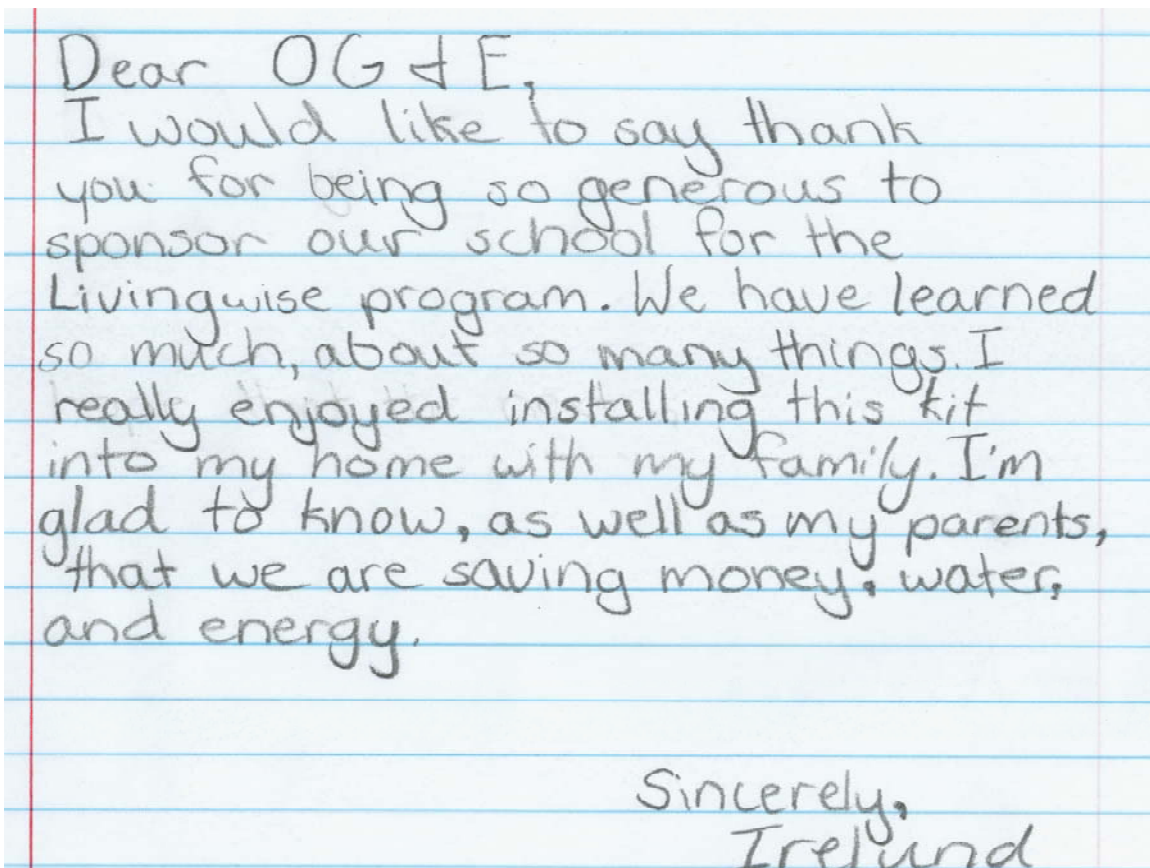 Dear OG & E,
I would like to say thank
you for being so generous to
sponsor our school for the
Livingwise program. We have learned
so much, about so many things. I
really enjoyed installing this kit
into my home with my family. I'm
glad to know, as well as my parents,
that we are saving money, water,
and energy.
Sincerely,
Ireland